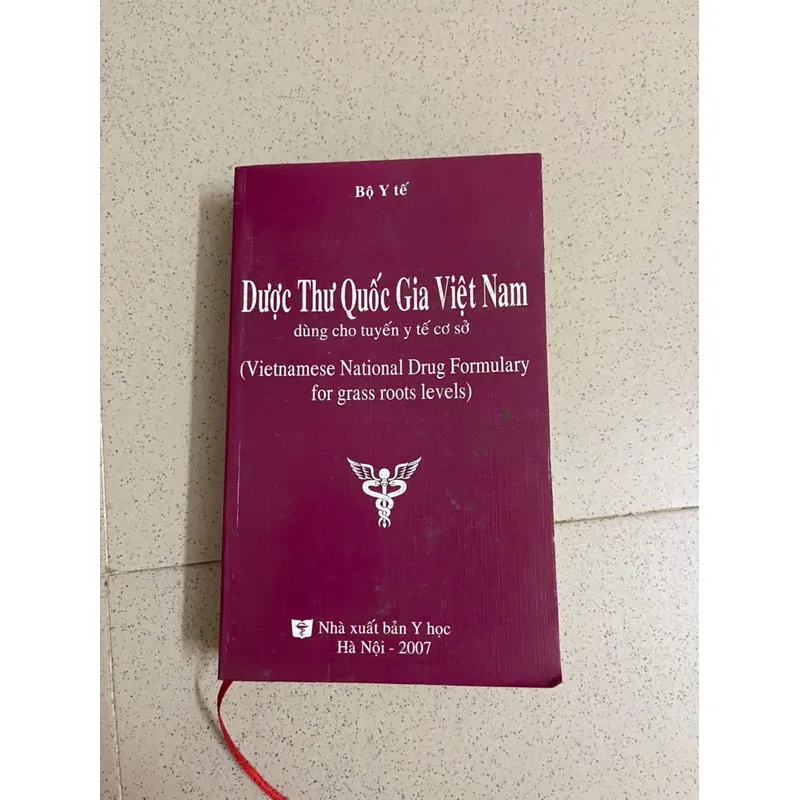 Bộ Y tế
Dược Thư Quốc Gia Việt Nam
dùng cho tuyến y tế cơ sở
(Vietnamese National Drug Formulary
for grass roots levels)
Nhà xuất bản Y học
Hà Nội - 2007